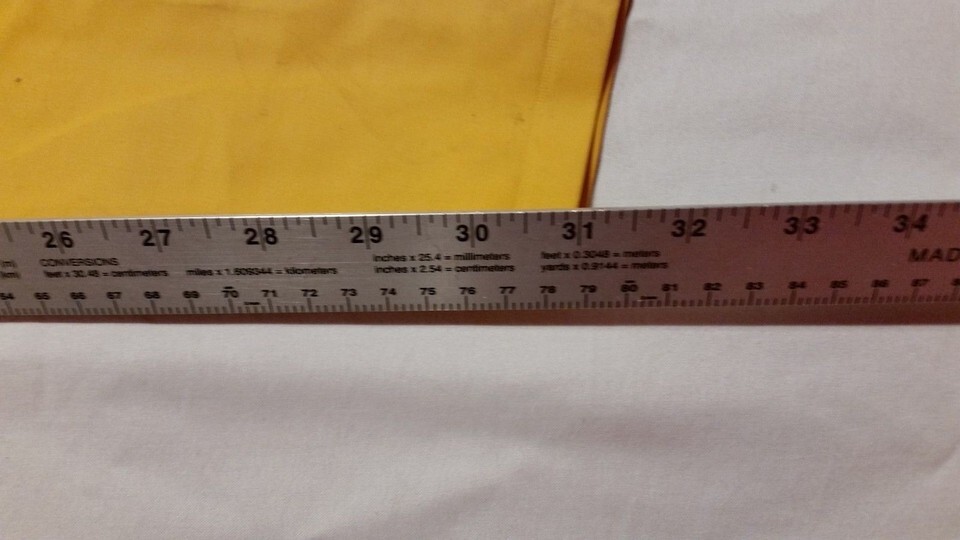 26 27 28 29 30 31 32 33 34
CONVERSIONS inches x 25.4 = millimeters feet x 0.3048 = meters MAD
feet x 30.48 = centimeters miles x 1.609344 = kilometers inches x 2.54 = centimeters yards x 0.9144 = meters
65 66 67 68 69 70 71 72 73 74 75 76 77 78 79 80 81 82 83 84 85 86 87